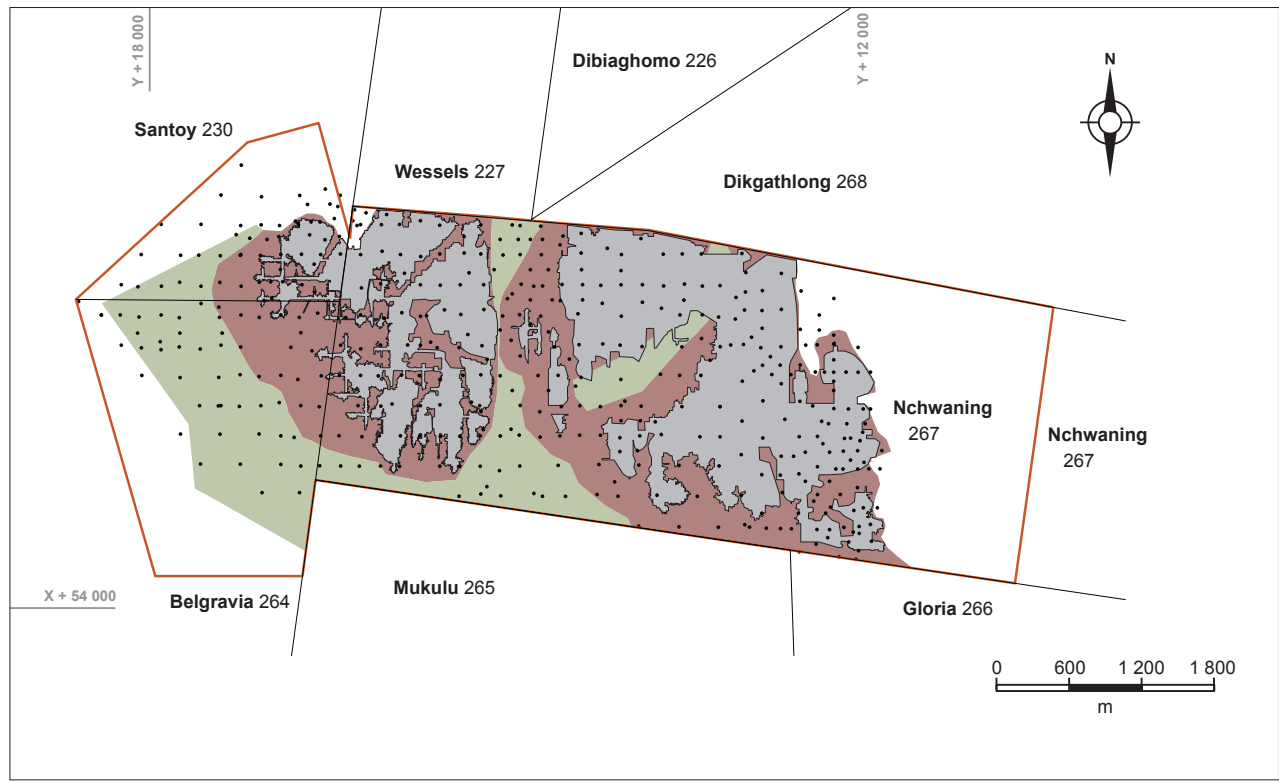 Y + 18 000
Y + 12 000
Dibiaghomo 226
N
Santoy 230
Wessels 227
Dikgathlong 268
Nchwaning
267
Nchwaning
267
X + 54 000
Belgravia 264
Mukulu 265
Gloria 266
0 600 1 200 1 800
m